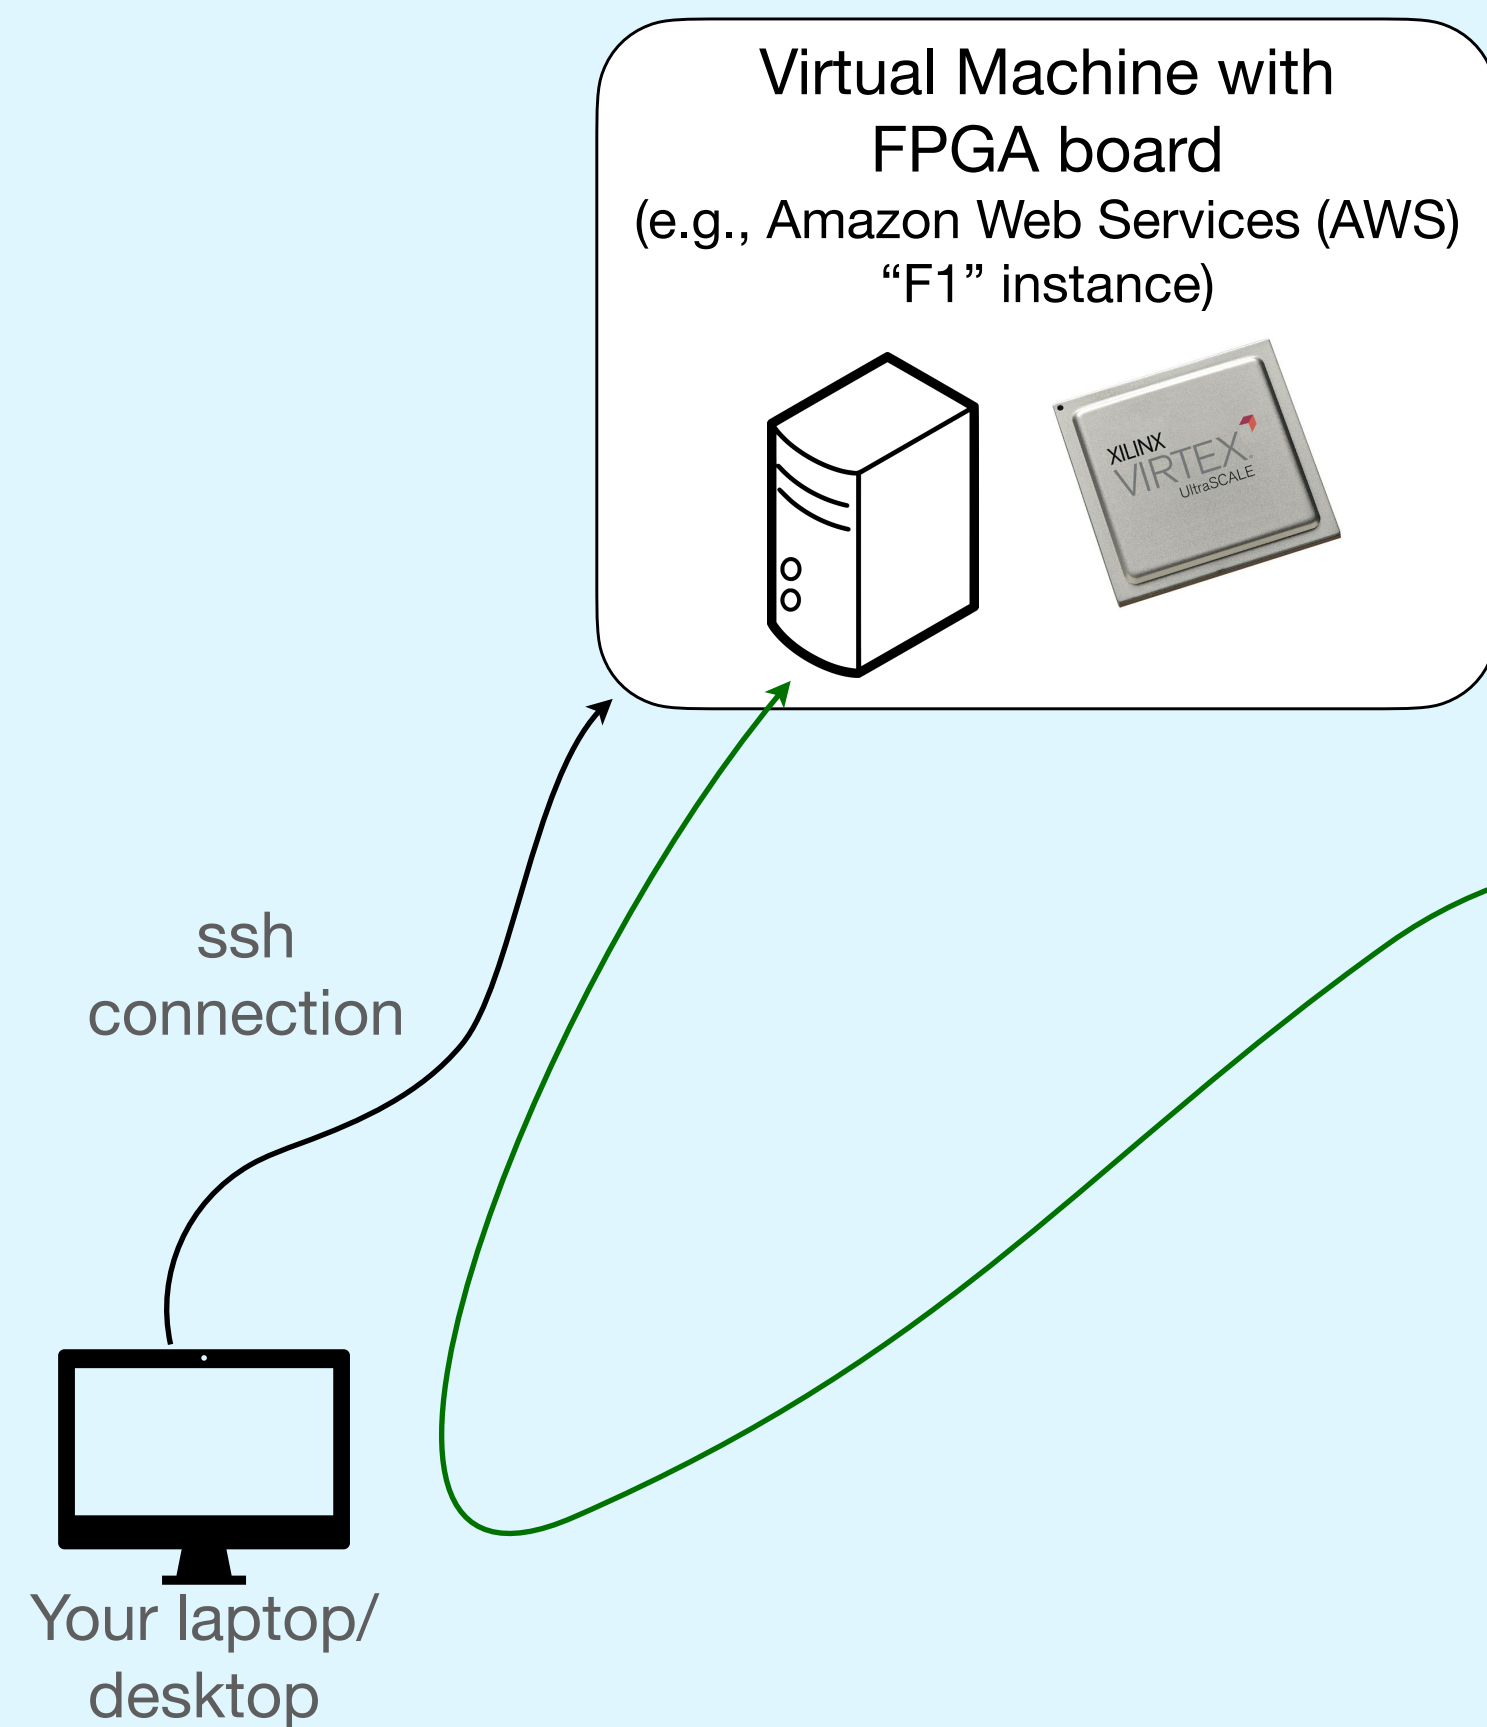 Virtual Machine with
FPGA board
(e.g., Amazon Web Services (AWS)
“F1” instance)
XILINX
VIRTEX
UltraSCALE
ssh
connection
Your laptop/
desktop